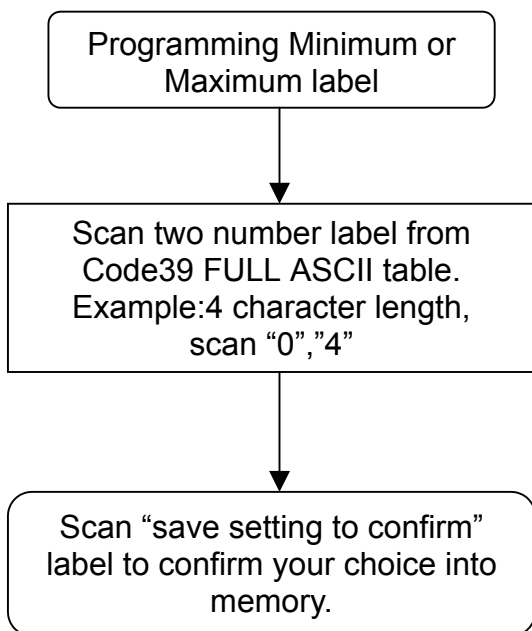 Programming Minimum or
Maximum label
Scan two number label from
Code39 FULL ASCII table.
Example:4 character length,
scan “0”,”4”
Scan “save setting to confirm”
label to confirm your choice into
memory.